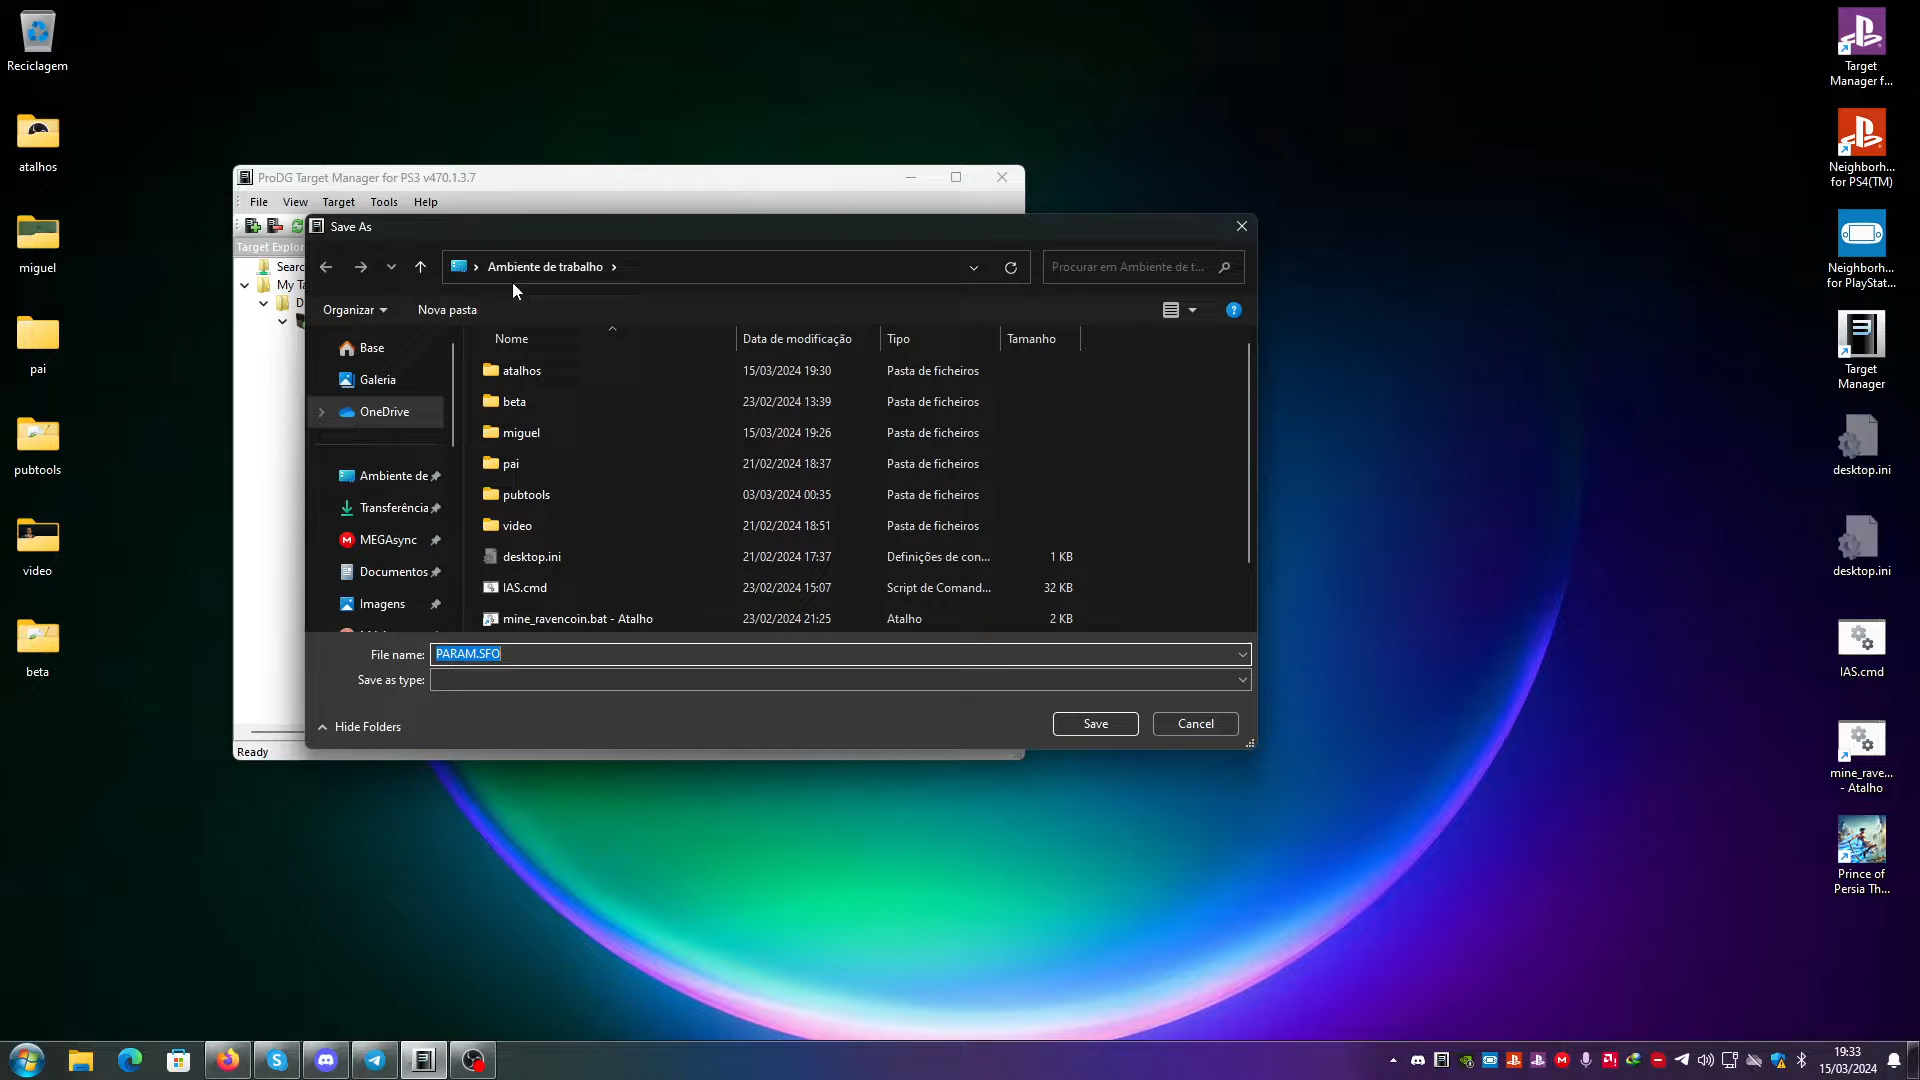 Reciclagem
atalhos
miguel
pai
pubtools
video
beta
ProDG Target Manager for PS3 v470.1.3.7
File View Target Tools Help
Target Explor
Searc
My Ta
D
Ready
Save As
Ambiente de trabalho
Procurar em Ambiente de t...
Organizar
Nova pasta
Base
Galeria
OneDrive
Ambiente de
Transferência
MEGAsync
Documentos
Imagens
Nome Data de modificação Tipo Tamanho
atalhos 15/03/2024 19:30 Pasta de ficheiros
beta 23/02/2024 13:39 Pasta de ficheiros
miguel 15/03/2024 19:26 Pasta de ficheiros
pai 21/02/2024 18:37 Pasta de ficheiros
pubtools 03/03/2024 00:35 Pasta de ficheiros
video 21/02/2024 18:51 Pasta de ficheiros
desktop.ini 21/02/2024 17:37 Definições de con... 1 KB
IAS.cmd 23/02/2024 15:07 Script de Comand... 32 KB
mine_ravencoin.bat - Atalho 23/02/2024 21:25 Atalho 2 KB
File name: PARAM.SFO
Save as type:
Hide Folders
Save
Cancel
Target
Manager f...
Neighborh...
for PS4(TM)
Neighborh...
for PlayStat...
Target
Manager
desktop.ini
desktop.ini
IAS.cmd
mine_rave...
- Atalho
Prince of
Persia Th...
19:33
15/03/2024